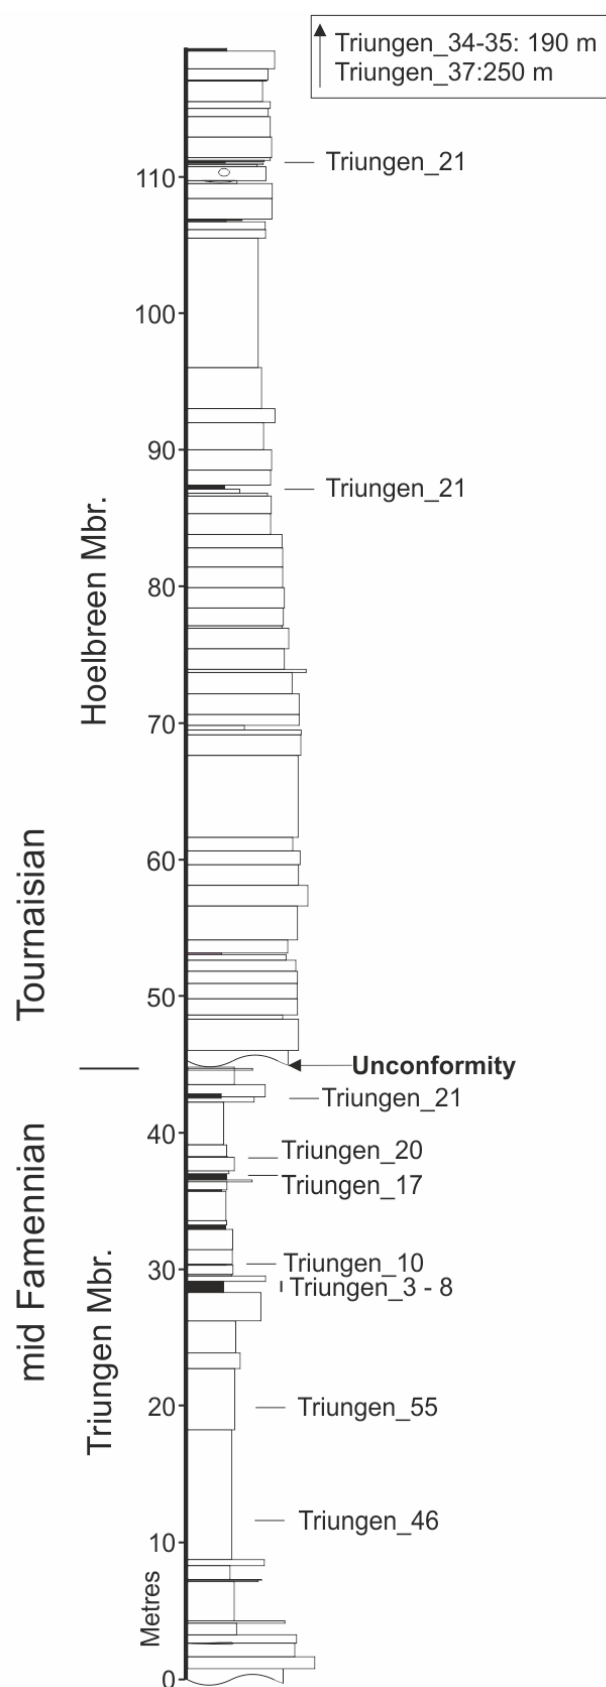 Triungen_34-35: 190 m
Triungen_37:250 m
Triungen_21
110
100
90
Triungen_21
Hoelbreen Mbr.
80
70
60
Tournaisian
50
Unconformity
Triungen_21
40
Triungen_20
Triungen_17
mid Famennian
Triungen Mbr.
30
Triungen_10
Triungen_3 - 8
20
Triungen_55
Triungen_46
10
Metres
0